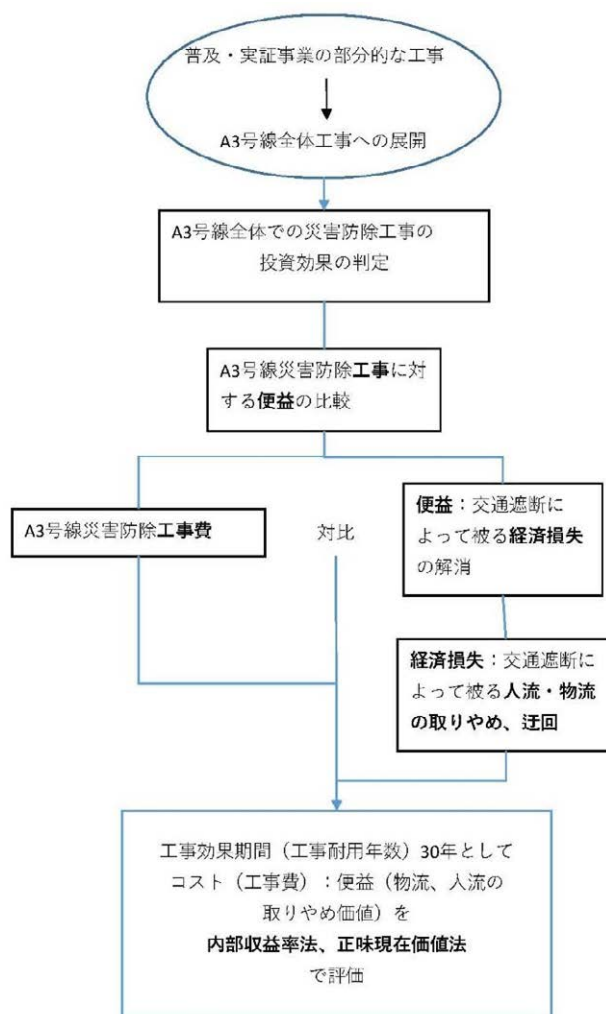 普及・実証事業の部分的な工事
A3号線全体工事への展開
A3号線全体での災害防除工事の
投資効果の判定
A3号線災害防除工事に対
する便益の比較
A3号線災害防除工事費
対比
便益：交通遮断に
よって被る経済損失
の解消
経済損失：交通遮断に
よって被る人流・物流
の取りやめ、迂回
工事効果期間（工事耐用年数）30年として
コスト（工事費）：便益（物流、人流の
取りやめ価値）を
内部収益率法、正味現在価値法
で評価